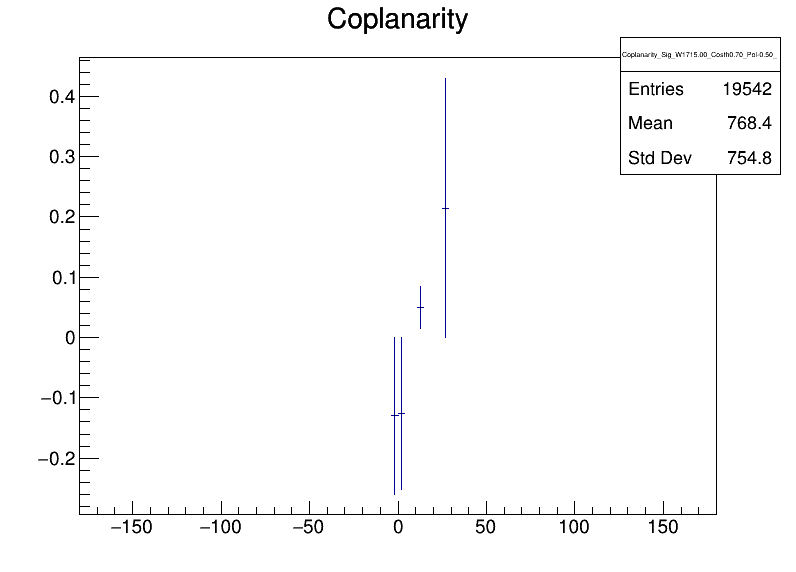 Coplanarity
Coplanarity_Sig_W1715.00_Costh0.70_Pol-0.50_
Entries 19542
Mean 768.4
Std Dev 754.8
0.4
0.3
0.2
0.1
0
−0.1
−0.2
−150 −100 −50 0 50 100 150